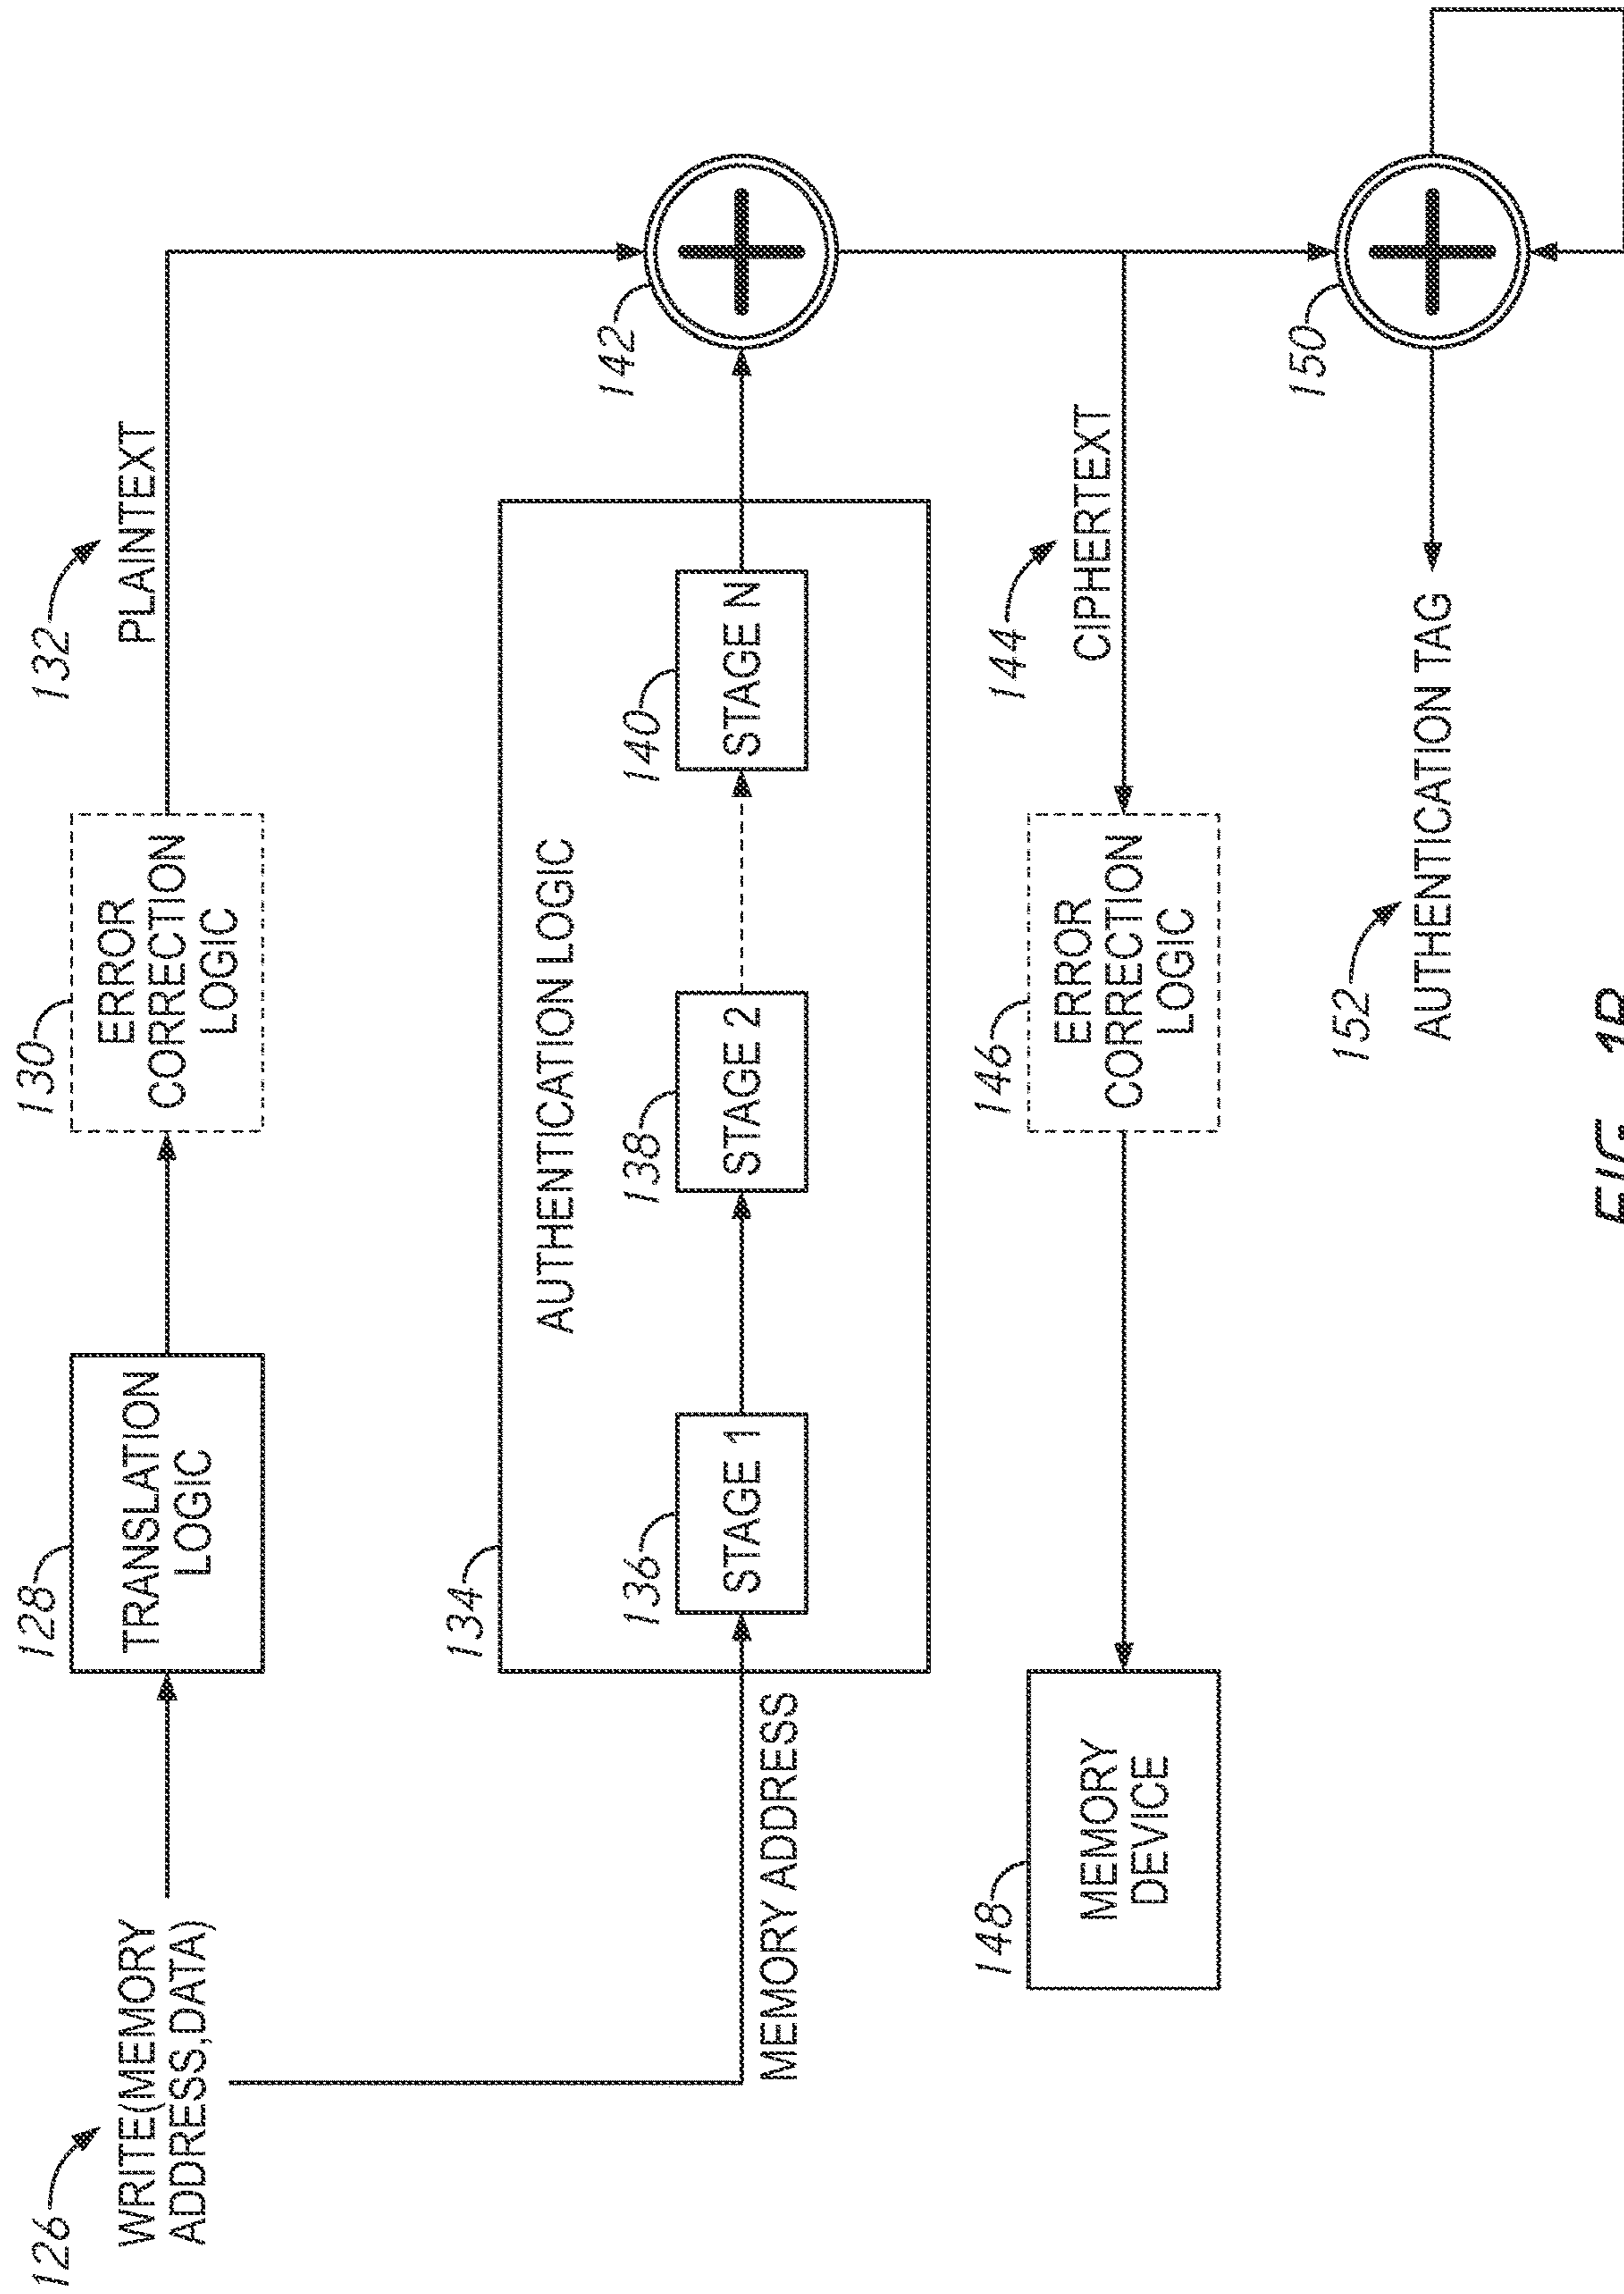 126
WRITE(MEMORY
ADDRESS,DATA)
128
TRANSLATION
LOGIC
130
ERROR
CORRECTION
LOGIC
132
PLAINTEXT
134
AUTHENTICATION LOGIC
MEMORY ADDRESS
136
STAGE 1
138
STAGE 2
140
STAGE N
142
148
MEMORY
DEVICE
146
ERROR
CORRECTION
LOGIC
144
CIPHERTEXT
150
152
AUTHENTICATION TAG
FIG. 1B